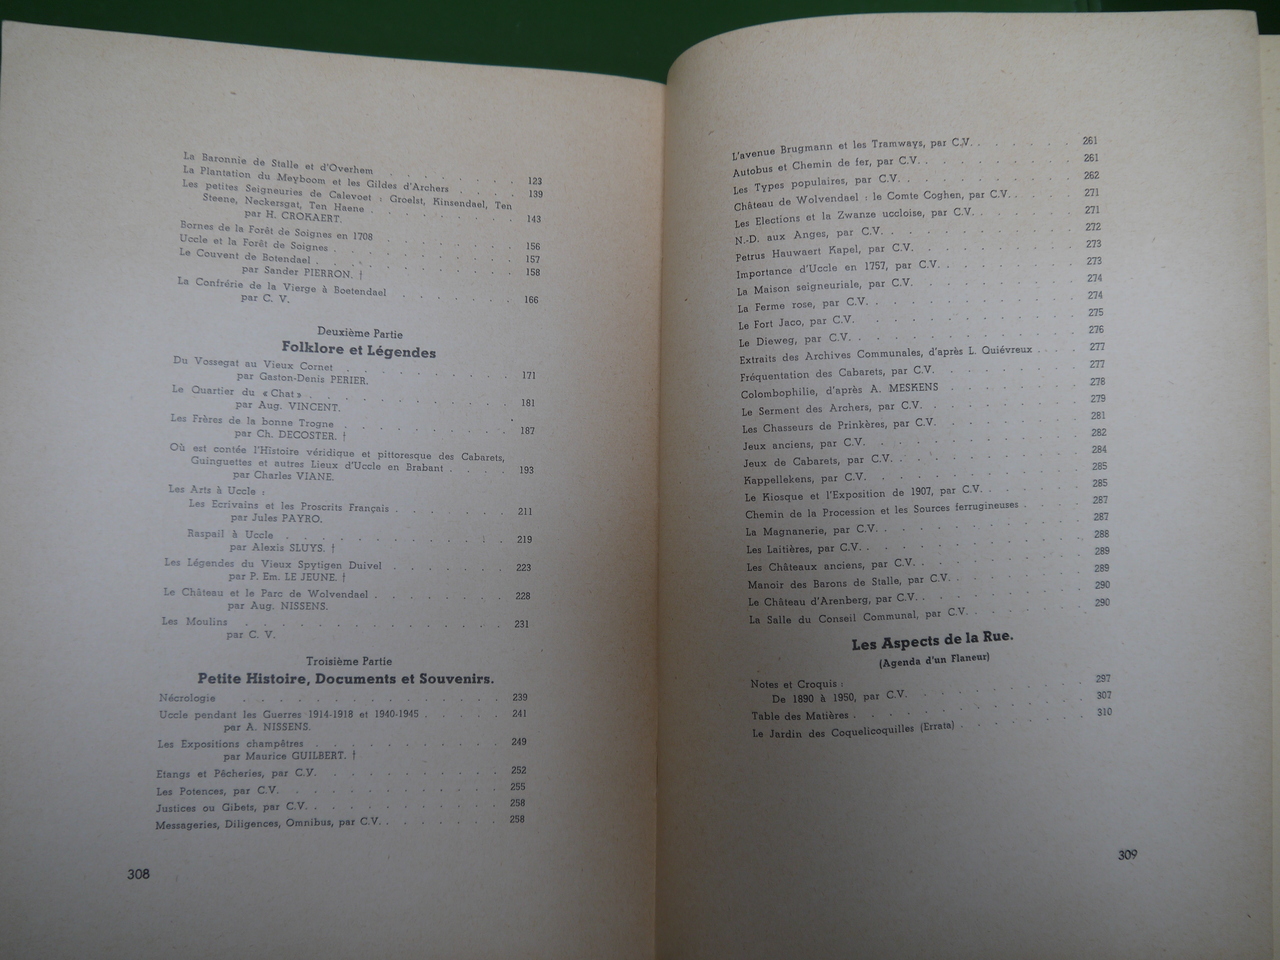 La Baronnie de Stalle et d'Overhem . . . . . 123
La Plantation du Meyboom et les Gildes d'Archers . . . . 139
Les petites Seigneuries de Calevoet : Groelst, Kinsendael, Ten
Steene, Neckersgat, Ten Haene . . . . . . . 143
par H. CROKAERT.
Bornes de la Forêt de Soignes en 1708 . . . . . . 156
Uccle et la Forêt de Soignes . . . . . . . 157
Le Couvent de Botendael . . . . . . . 158
par Sander PIERRON. †
La Confrérie de la Vierge à Boetendael . . . . . . 166
par C. V.
Deuxième Partie
Folklore et Légendes
Du Vossegat au Vieux Cornet . . . . . . . 171
par Gaston-Denis PERIER.
Le Quartier du « Chat » . . . . . . . . 181
par Aug. VINCENT.
Les Frères de la bonne Trogne . . . . . . . 187
par Ch. DECOSTER. †
Où est contée l'Histoire véridique et pittoresque des Cabarets,
Guinguettes et autres Lieux d'Uccle en Brabant . . . . 193
par Charles VIANE.
Les Arts à Uccle :
Les Ecrivains et les Proscrits Français . . . . . . 211
par Jules PAYRO.
Raspail à Uccle . . . . . . . . . 219
par Alexis SLUYS. †
Les Légendes du Vieux Spytigen Duivel . . . . . . 223
par P. Em. LE JEUNE. †
Le Château et le Parc de Wolvendael . . . . . . . 228
par Aug. NISSENS.
Les Moulins . . . . . . . . . . . 231
par C. V.
Troisième Partie
Petite Histoire, Documents et Souvenirs.
Nécrologie . . . . . . . . . . . 239
Uccle pendant les Guerres 1914-1918 et 1940-1945 . . . . . 241
par A. NISSENS.
Les Expositions champêtres . . . . . . . . . 249
par Maurice GUILBERT. †
Etangs et Pêcheries, par C.V. . . . . . . . . 252
Les Potences, par C.V. . . . . . . . . . . 255
Justices ou Gibets, par C.V. . . . . . . . . . 258
Messageries, Diligences, Omnibus, par C.V. . . . . . . 258
308
L'avenue Brugmann et les Tramways, par C.V. . . . . . 261
Autobus et Chemin de fer, par C.V. . . . . . . . 261
Les Types populaires, par C.V. . . . . . . . 262
Château de Wolvendael : le Comte Coghen, par C.V. . . . . 271
Les Elections et la Zwanze uccloise, par C.V. . . . . . 271
N.-D. aux Anges, par C.V. . . . . . . . . 272
Petrus Hauwaert Kapel, par C.V. . . . . . . . 273
Importance d'Uccle en 1757, par C.V. . . . . . . 273
La Maison seigneuriale, par C.V. . . . . . . . 274
La Ferme rose, par C.V. . . . . . . . . 274
Le Fort Jaco, par C.V. . . . . . . . . 275
Le Dieweg, par C.V. . . . . . . . . 276
Extraits des Archives Communales, d'après L. Quiévreux . . . . 277
Fréquentation des Cabarets, par C.V. . . . . . . 277
Colombophilie, d'après A. MESKENS . . . . . . . 278
Le Serment des Archers, par C.V. . . . . . . . 279
Les Chasseurs de Prinkères, par C.V. . . . . . . 281
Jeux anciens, par C.V. . . . . . . . . 282
Jeux de Cabarets, par C.V. . . . . . . . . 284
Kappellekens, par C.V. . . . . . . . . 285
Le Kiosque et l'Exposition de 1907, par C.V. . . . . . 285
Chemin de la Procession et les Sources ferrugineuses . . . . 287
La Magnanerie, par C.V. . . . . . . . . 287
Les Laitières, par C.V. . . . . . . . . 288
Les Châteaux anciens, par C.V. . . . . . . . 289
Manoir des Barons de Stalle, par C.V. . . . . . . 289
Le Château d'Arenberg, par C.V. . . . . . . . 290
La Salle du Conseil Communal, par C.V. . . . . . . 290
Les Aspects de la Rue.
(Agenda d'un Flaneur)
Notes et Croquis :
De 1890 à 1950, par C.V. . . . . . . . 297
Table des Matières . . . . . . . . . 307
Le Jardin des Coquelicoquilles (Errata) . . . . . . 310
309